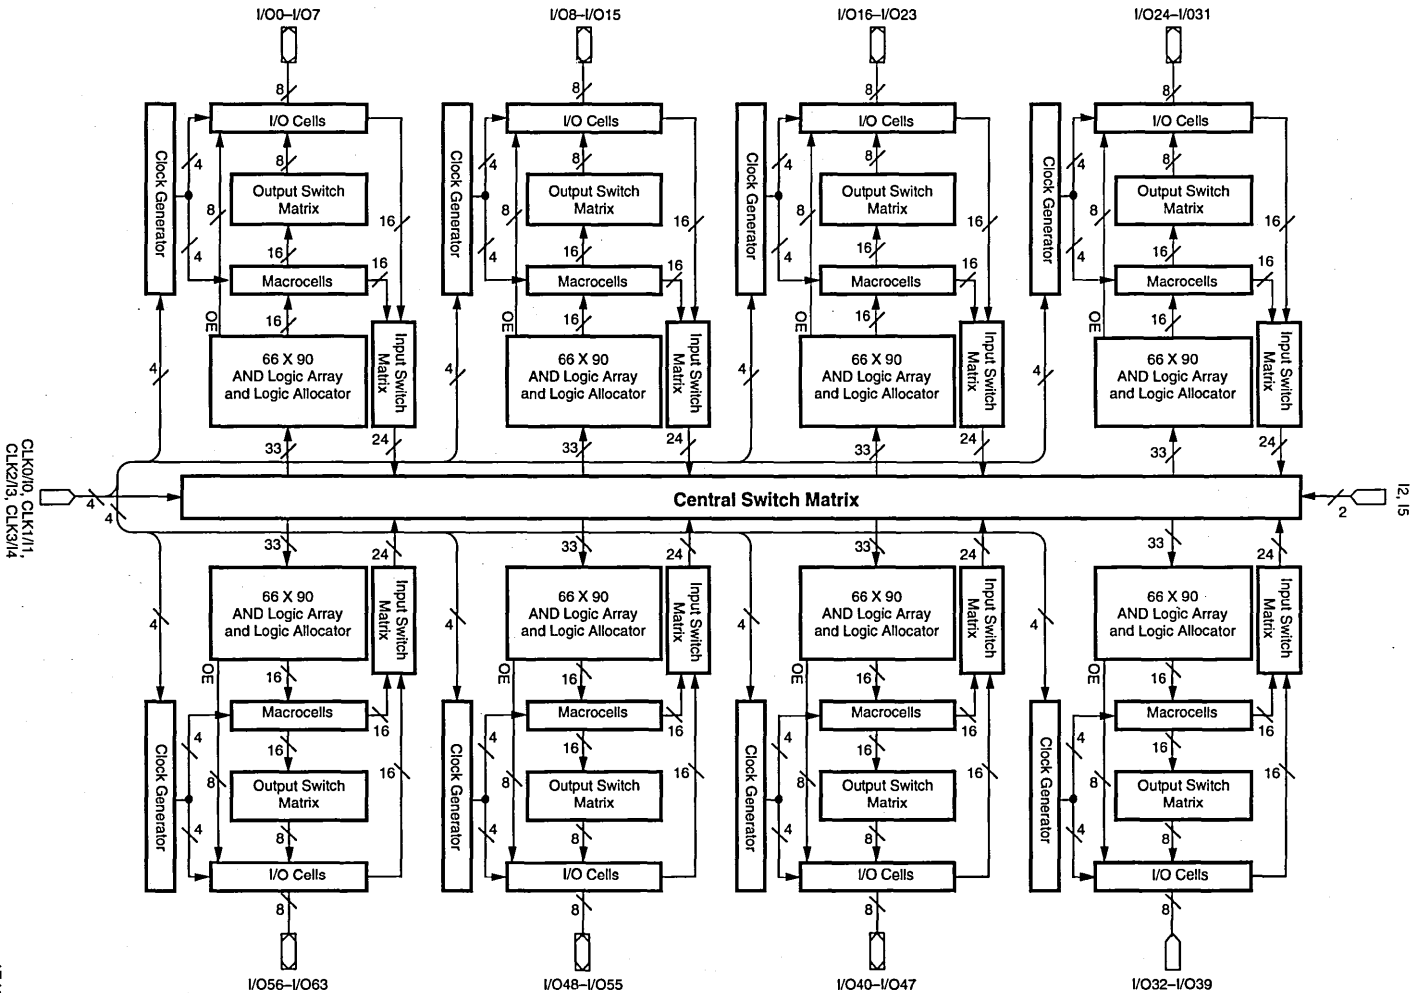 I/O0–I/O7
I/O8–I/O15
I/O16–I/O23
I/O24–I/031
8
8
8
8
I/O Cells
I/O Cells
I/O Cells
I/O Cells
Clock Generator
4
8
Output Switch
Matrix
8
16
4
16
Macrocells
16
OE
16
66 X 90
AND Logic Array
and Logic Allocator
Input Switch
Matrix
4
33
24
Clock Generator
4
8
Output Switch
Matrix
8
16
4
16
Macrocells
16
OE
16
66 X 90
AND Logic Array
and Logic Allocator
Input Switch
Matrix
4
33
24
Clock Generator
4
8
Output Switch
Matrix
8
16
4
16
Macrocells
16
OE
16
66 X 90
AND Logic Array
and Logic Allocator
Input Switch
Matrix
4
33
24
Clock Generator
4
8
Output Switch
Matrix
8
16
4
16
Macrocells
16
OE
16
66 X 90
AND Logic Array
and Logic Allocator
Input Switch
Matrix
4
33
24
CLK0/I0, CLK1/I1,
CLK2/I3, CLK3/I4
4
4
Central Switch Matrix
2
I2, I5
33
24
4
66 X 90
AND Logic Array
and Logic Allocator
Input Switch
Matrix
OE
16
Macrocells
16
Clock Generator
4
16
8
Output Switch
Matrix
16
4
8
I/O Cells
8
33
24
4
66 X 90
AND Logic Array
and Logic Allocator
Input Switch
Matrix
OE
16
Macrocells
16
Clock Generator
4
16
8
Output Switch
Matrix
16
4
8
I/O Cells
8
33
24
4
66 X 90
AND Logic Array
and Logic Allocator
Input Switch
Matrix
OE
16
Macrocells
16
Clock Generator
4
16
8
Output Switch
Matrix
16
4
8
I/O Cells
8
33
24
4
66 X 90
AND Logic Array
and Logic Allocator
Input Switch
Matrix
OE
16
Macrocells
16
Clock Generator
4
16
8
Output Switch
Matrix
16
4
8
I/O Cells
8
I/O56–I/O63
I/O48–I/O55
I/O40–I/O47
I/O32–I/O39